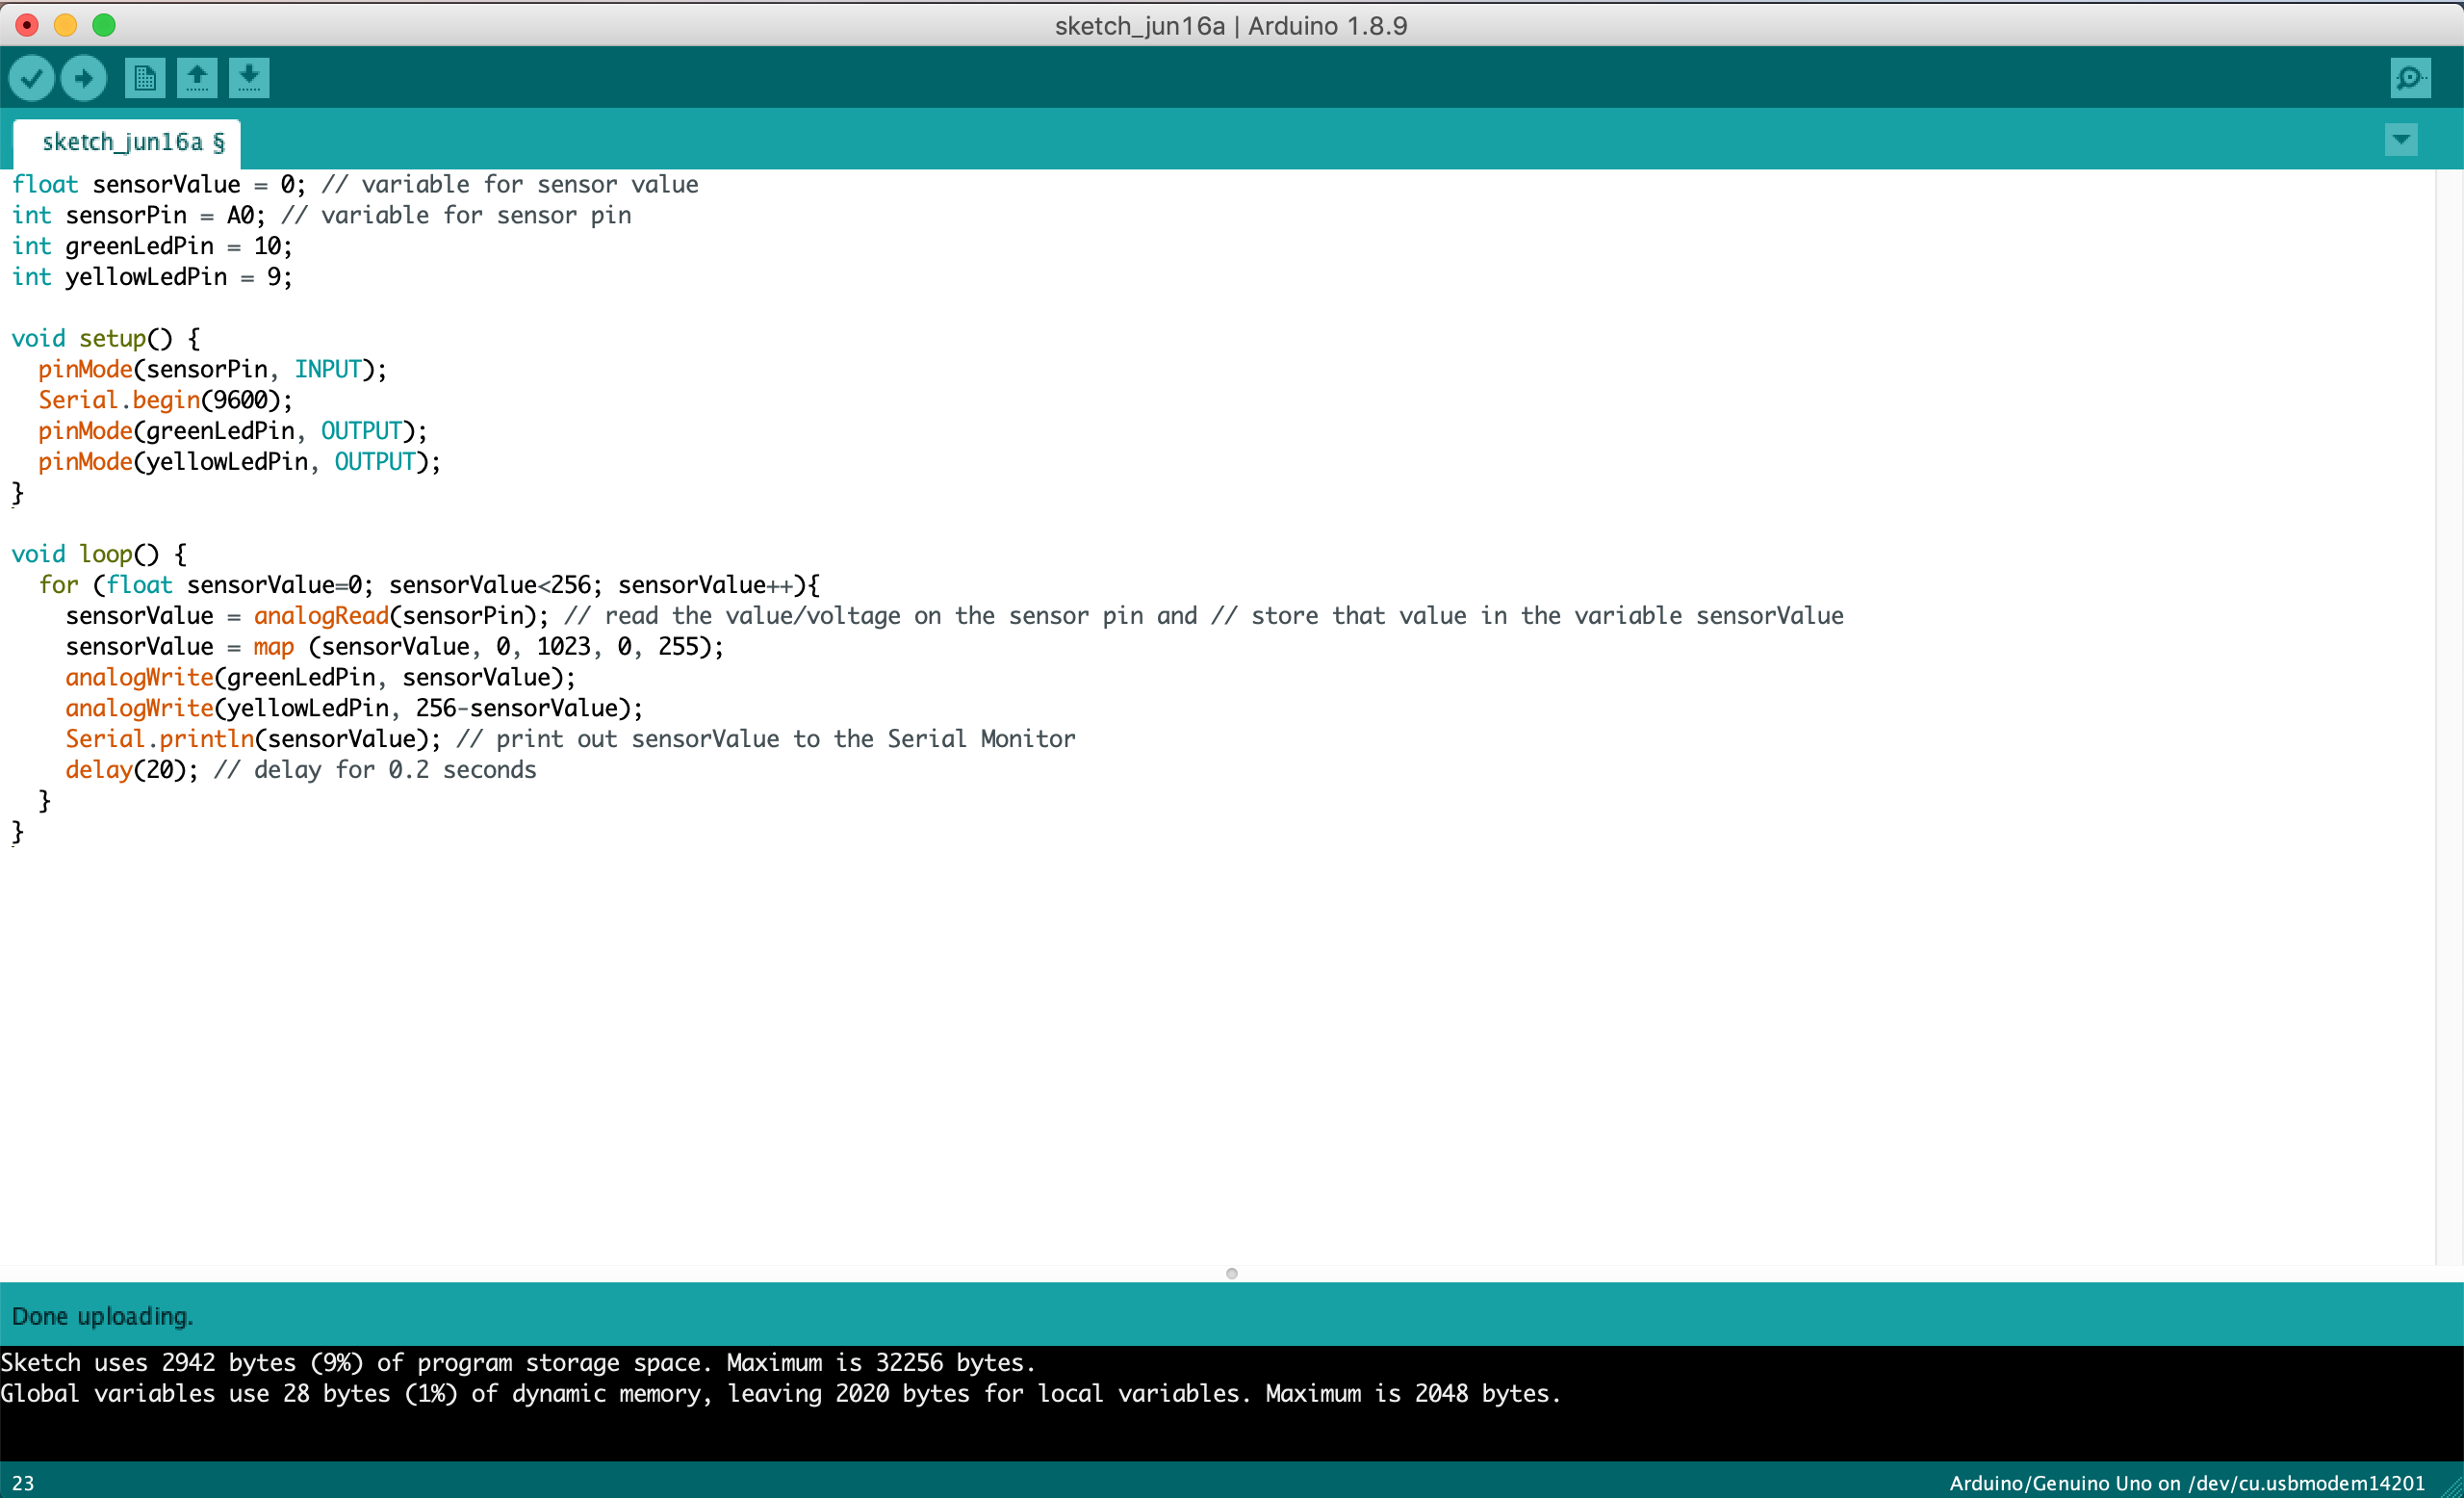 sketch_jun16a | Arduino 1.8.9
sketch_jun16a §
float sensorValue = 0; // variable for sensor value
int sensorPin = A0; // variable for sensor pin
int greenLedPin = 10;
int yellowLedPin = 9;
void setup() {
  pinMode(sensorPin, INPUT);
  Serial.begin(9600);
  pinMode(greenLedPin, OUTPUT);
  pinMode(yellowLedPin, OUTPUT);
}
void loop() {
  for (float sensorValue=0; sensorValue<256; sensorValue++){
    sensorValue = analogRead(sensorPin); // read the value/voltage on the sensor pin and // store that value in the variable sensorValue
    sensorValue = map (sensorValue, 0, 1023, 0, 255);
    analogWrite(greenLedPin, sensorValue);
    analogWrite(yellowLedPin, 256-sensorValue);
    Serial.println(sensorValue); // print out sensorValue to the Serial Monitor
    delay(20); // delay for 0.2 seconds
  }
}
Done uploading.
Sketch uses 2942 bytes (9%) of program storage space. Maximum is 32256 bytes.
Global variables use 28 bytes (1%) of dynamic memory, leaving 2020 bytes for local variables. Maximum is 2048 bytes.
23
Arduino/Genuino Uno on /dev/cu.usbmodem14201